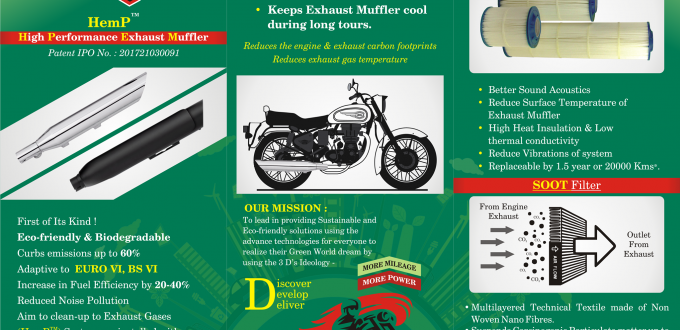 HemP™
High Performance Exhaust Muffler
Patent IPO No. : 201721030091
First of Its Kind !
Eco-friendly & Biodegradable
Curbs emissions up to 60%
Adaptive to EURO VI, BS VI
Increase in Fuel Efficiency by 20-40%
Reduced Noise Pollution
Aim to clean-up to Exhaust Gases
• Keeps Exhaust Muffler cool
during long tours.
Reduces the engine & exhaust carbon footprints
Reduces exhaust gas temperature
OUR MISSION :
To lead in providing Sustainable and
Eco-friendly solutions using the
advance technologies for everyone to
realize their Green World dream by
using the 3 D's Ideology -
Discover
Develop
Deliver
MORE MILEAGE
MORE POWER
• Better Sound Acoustics
• Reduce Surface Temperature of
Exhaust Muffler
• High Heat Insulation & Low
thermal conductivity
• Reduce Vibrations of system
• Replaceable by 1.5 year or 20000 Kms*.
SOOT Filter
From Engine
Exhaust
CO₂
CO₂
CO₂
CO₂
AIR FLOW
Outlet
From
Exhaust
• Multilayered Technical Textile made of Non
Woven Nano Fibres.